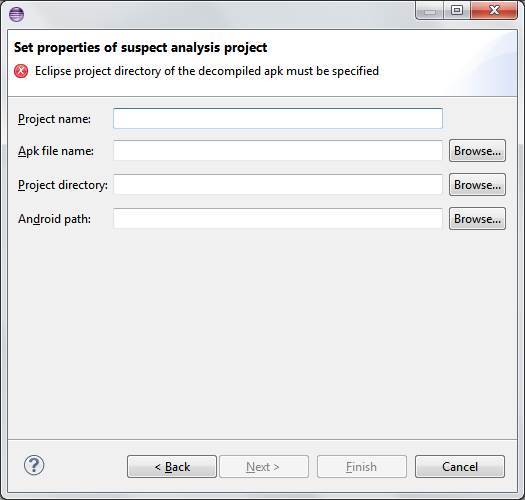 Set properties of suspect analysis project
Eclipse project directory of the decompiled apk must be specified
Project name:
Apk file name:
Browse...
Project directory:
Browse...
Android path:
Browse...
?
< Back
Next >
Finish
Cancel